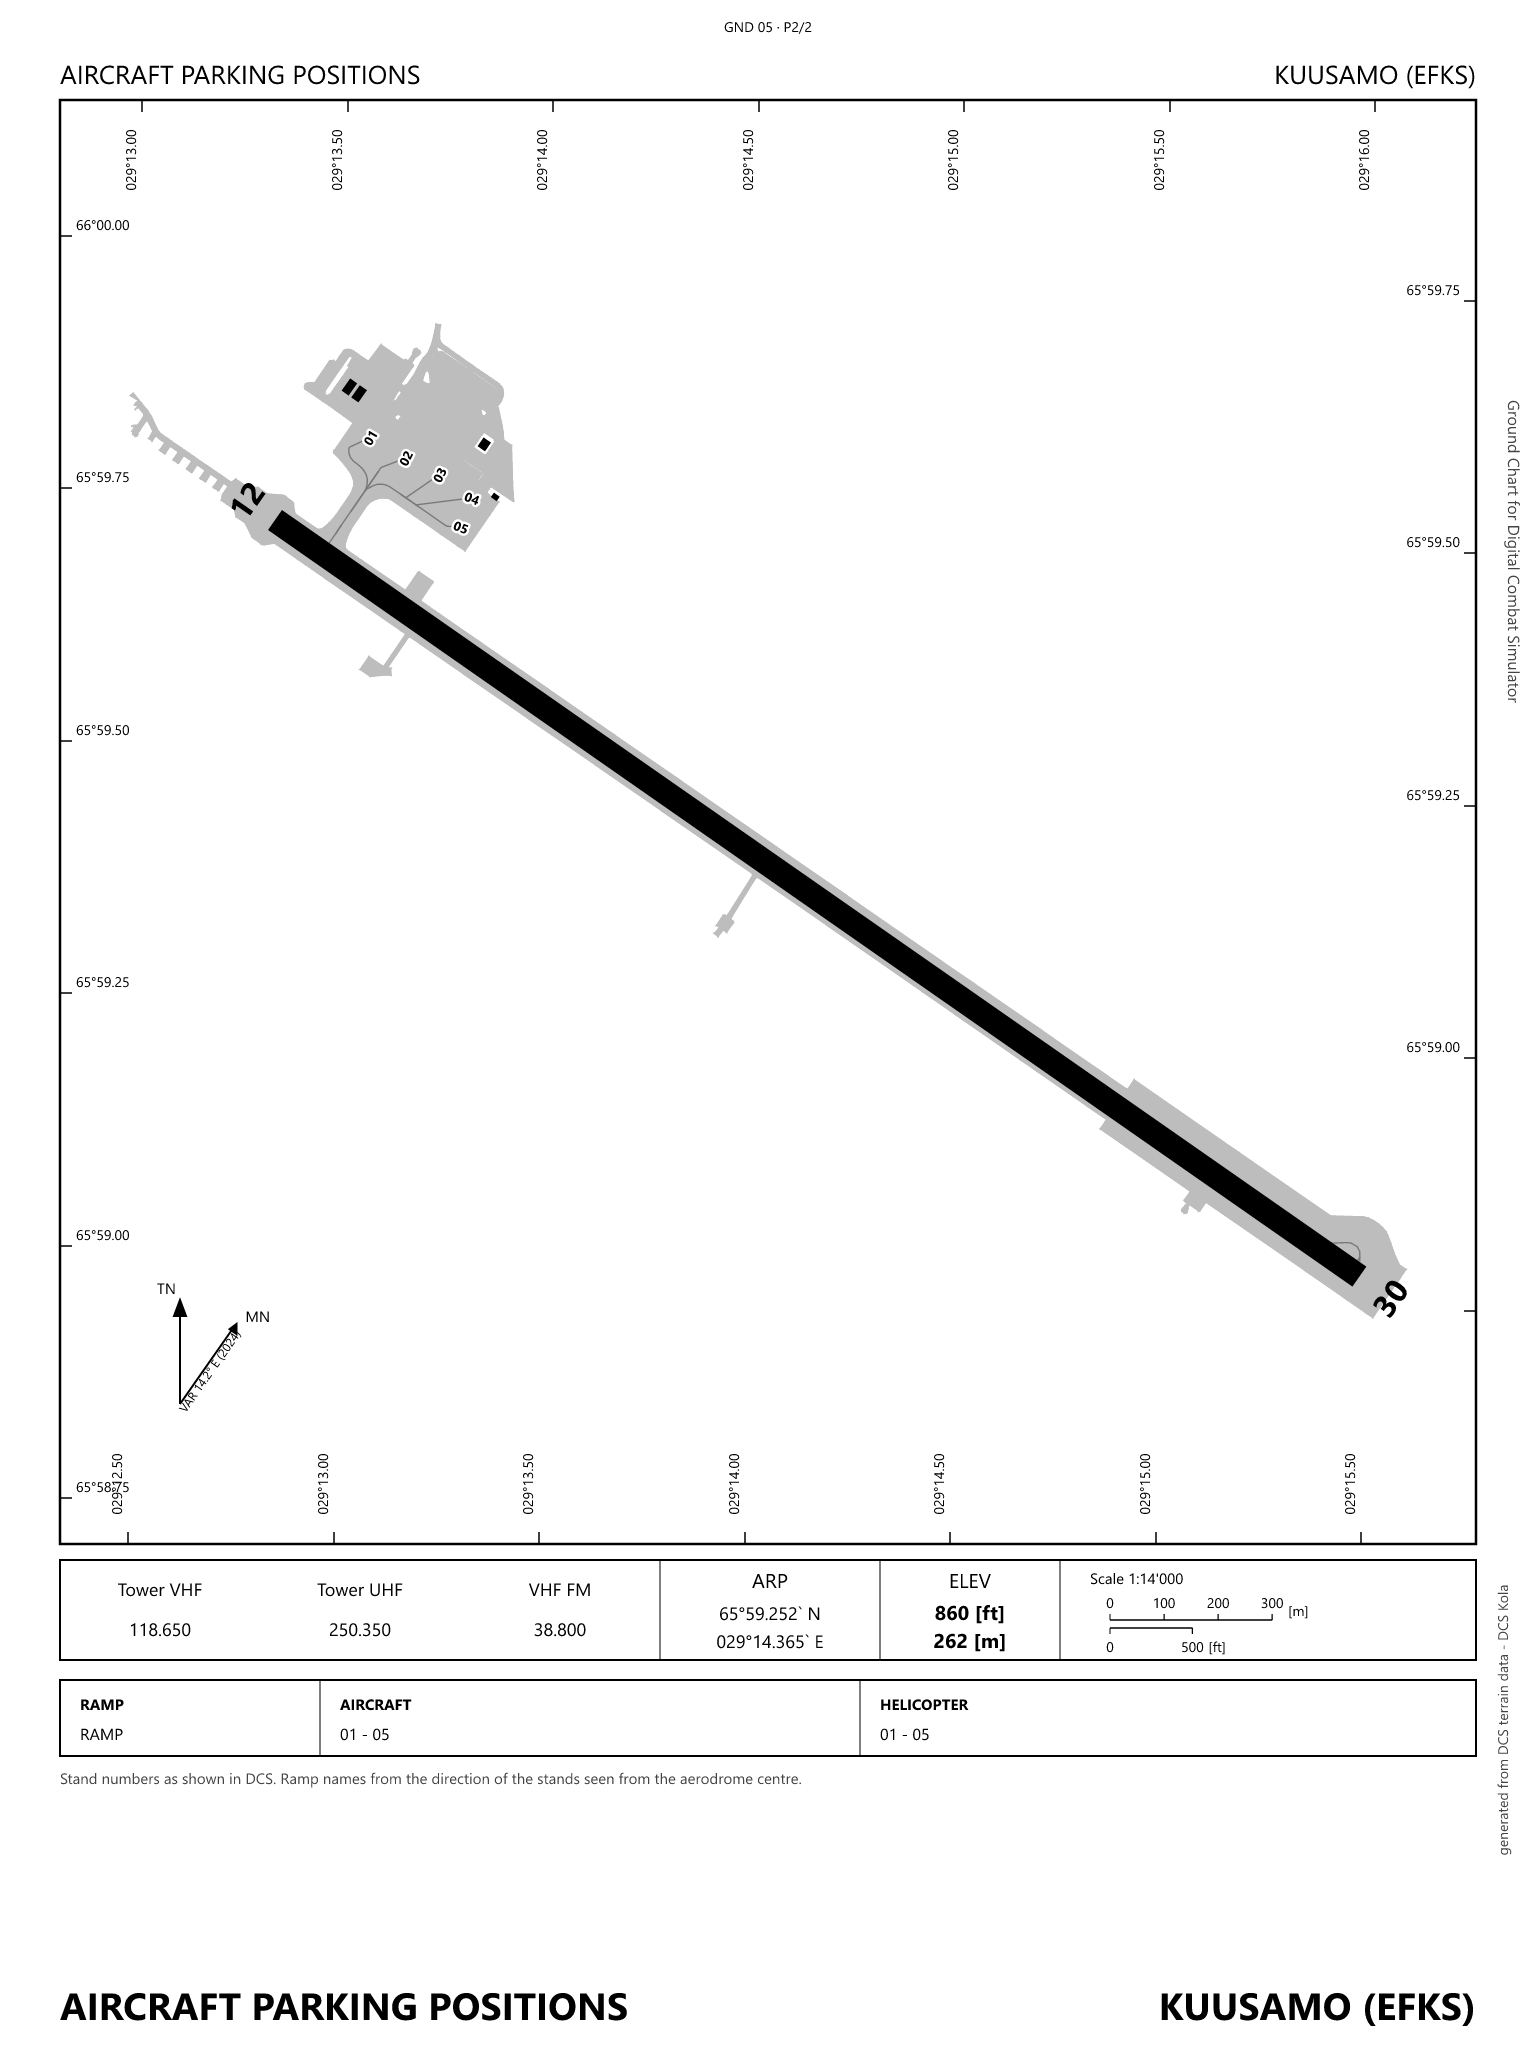 GND 05 · P2/2
AIRCRAFT PARKING POSITIONS
KUUSAMO (EFKS)
029°13.00
029°13.50
029°14.00
029°14.50
029°15.00
029°15.50
029°16.00
66°00.00
65°59.75
65°59.50
65°59.25
65°59.00
65°58.75
65°59.75
65°59.50
65°59.25
65°59.00
01
02
03
04
05
12
30
TN
MN
VAR 14.2° E (2024)
029°12.50
029°13.00
029°13.50
029°14.00
029°14.50
029°15.00
029°15.50
Ground Chart for Digital Combat Simulator
generated from DCS terrain data - DCS Kola
Tower VHF
118.650
Tower UHF
250.350
VHF FM
38.800
ARP
65°59.252` N
029°14.365` E
ELEV
860 [ft]
262 [m]
Scale 1:14'000
0 100 200 300 [m]
0 500 [ft]
RAMP AIRCRAFT HELICOPTER
RAMP 01 - 05 01 - 05
Stand numbers as shown in DCS. Ramp names from the direction of the stands seen from the aerodrome centre.
AIRCRAFT PARKING POSITIONS
KUUSAMO (EFKS)